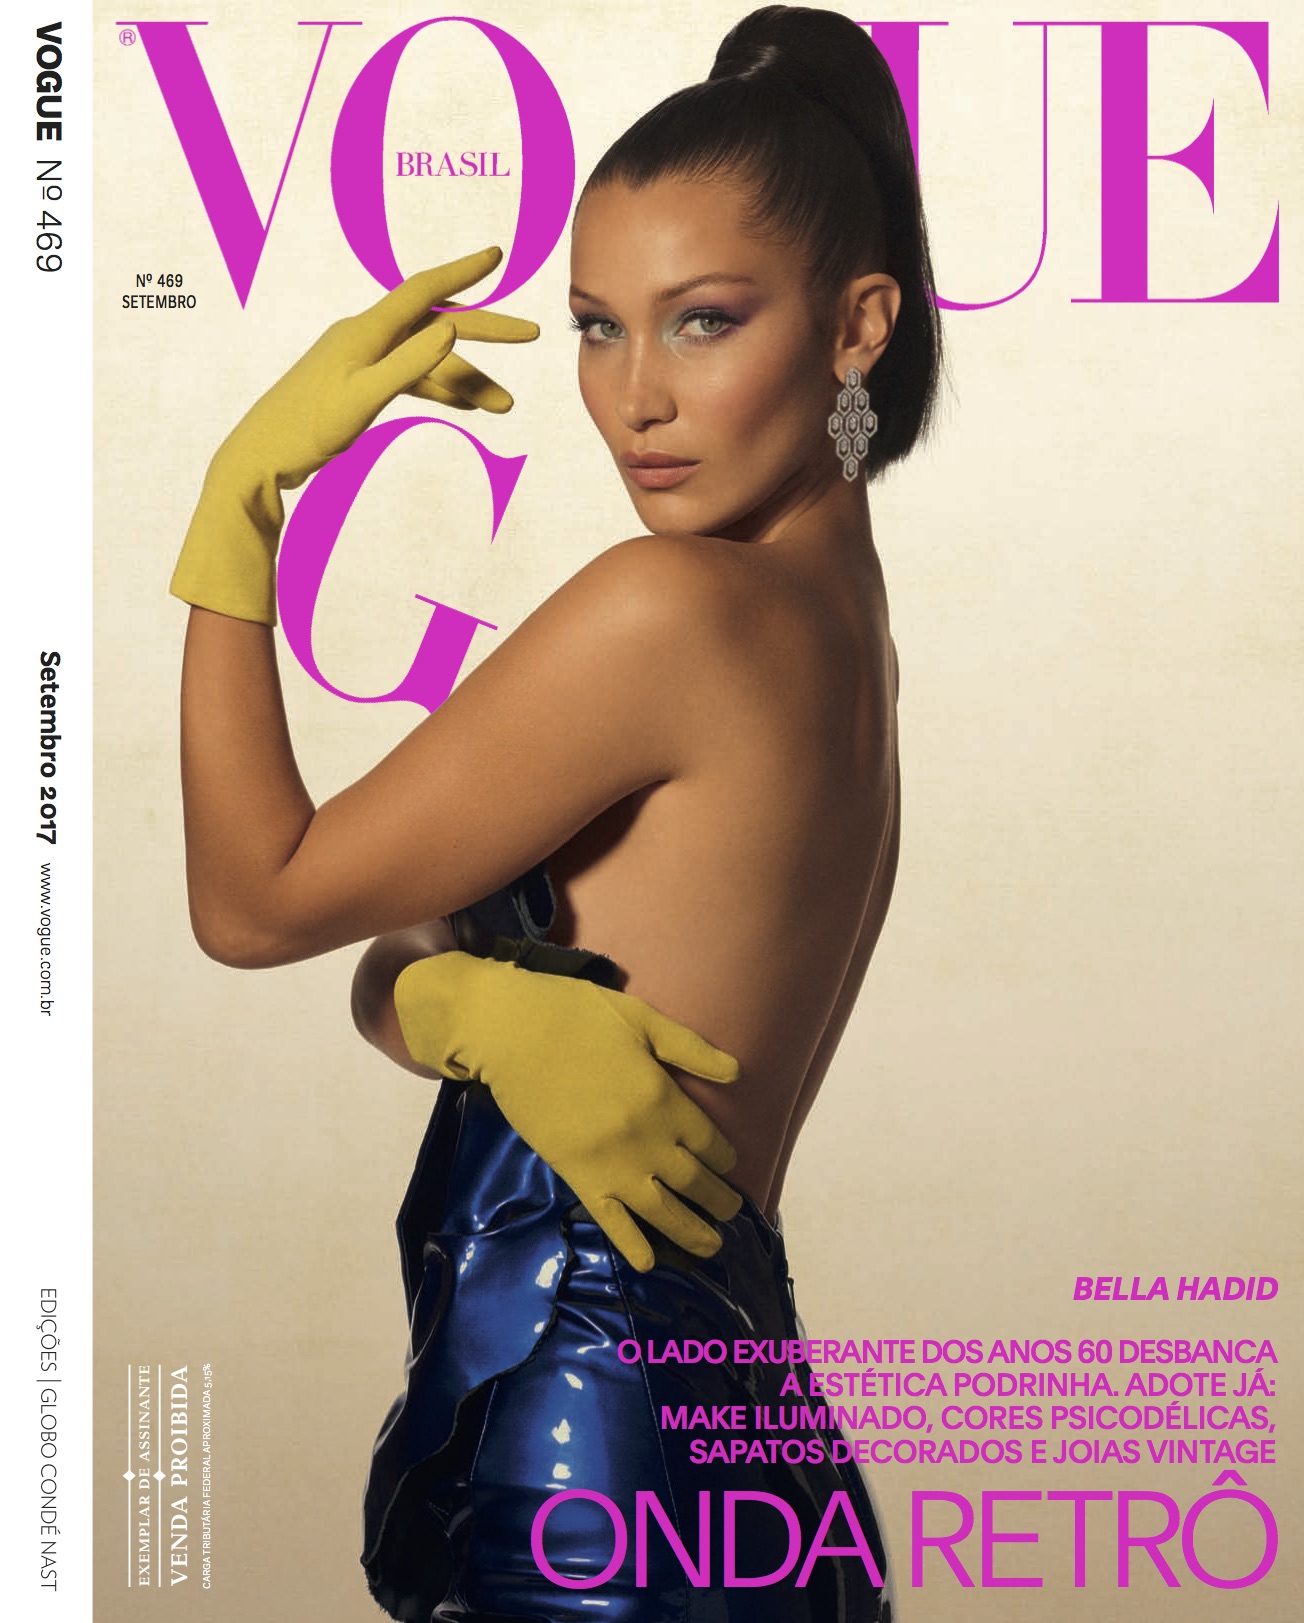 VOGUE Nº 469
Setembro 2017 www.vogue.com.br
EDIÇÕES | GLOBO CONDÉ NAST
®
VOGUE
BRASIL
Nº 469
SETEMBRO
BELLA HADID
O LADO EXUBERANTE DOS ANOS 60 DESBANCA
A ESTÉTICA PODRINHA. ADOTE JÁ:
MAKE ILUMINADO, CORES PSICODÉLICAS,
SAPATOS DECORADOS E JOIAS VINTAGE
ONDA RETRÔ
EXEMPLAR DE ASSINANTE
VENDA PROIBIDA
CARGA TRIBUTÁRIA FEDERAL APROXIMADA 5,15%